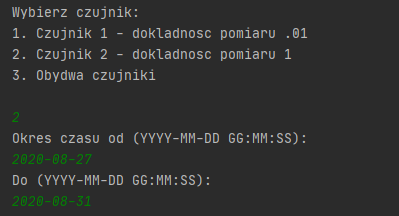 Wybierz czujnik:
1. Czujnik 1 - dokladnosc pomiaru .01
2. Czujnik 2 - dokladnosc pomiaru 1
3. Obydwa czujniki
2
Okres czasu od (YYYY-MM-DD GG:MM:SS):
2020-08-27
Do (YYYY-MM-DD GG:MM:SS):
2020-08-31